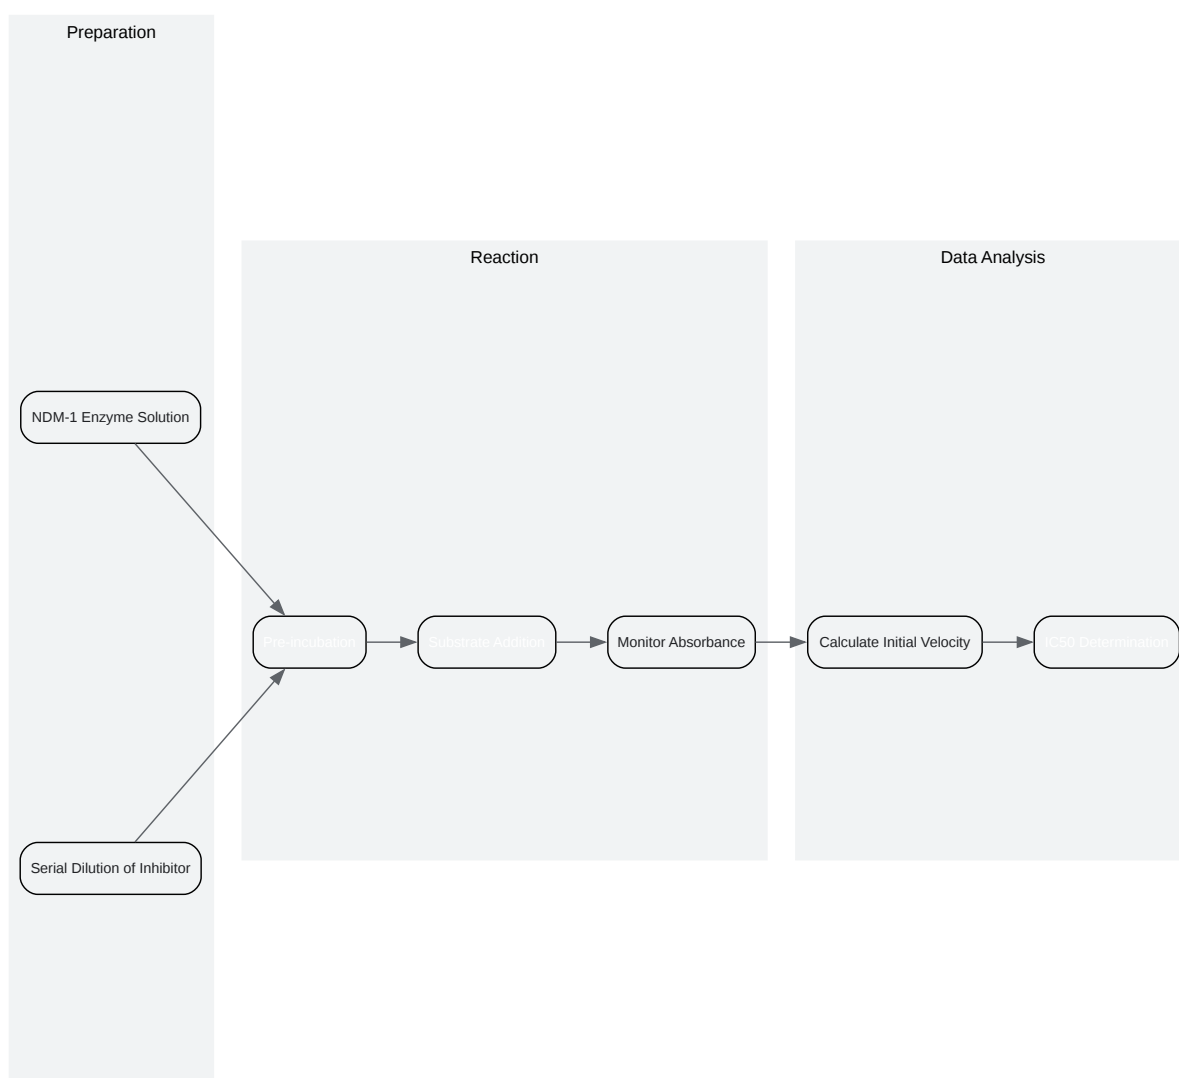 Preparation
Reaction
Data Analysis
NDM-1 Enzyme Solution
Pre-incubation
Substrate Addition
Monitor Absorbance
Calculate Initial Velocity
IC50 Determination
Serial Dilution of Inhibitor